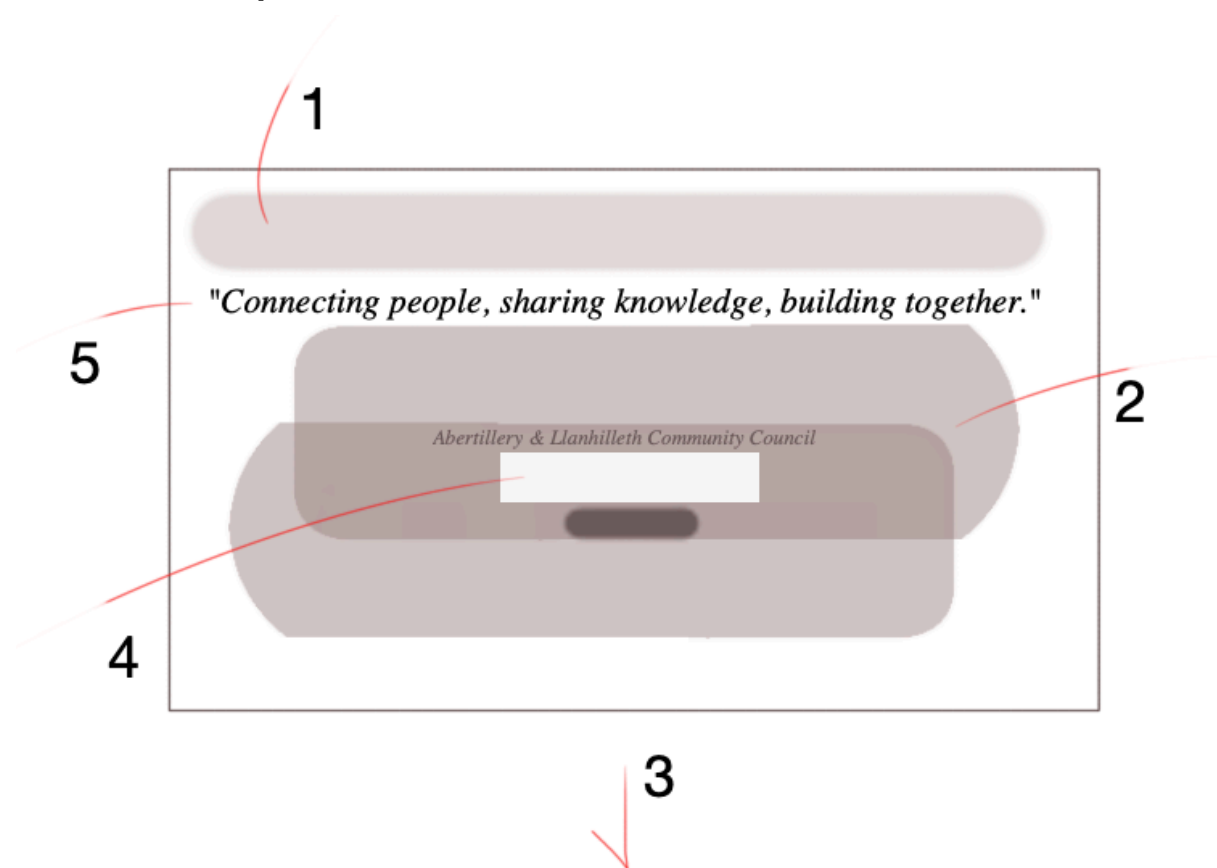 1
"Connecting people, sharing knowledge, building together."
5
2
Abertillery & Llanhilleth Community Council
4
3